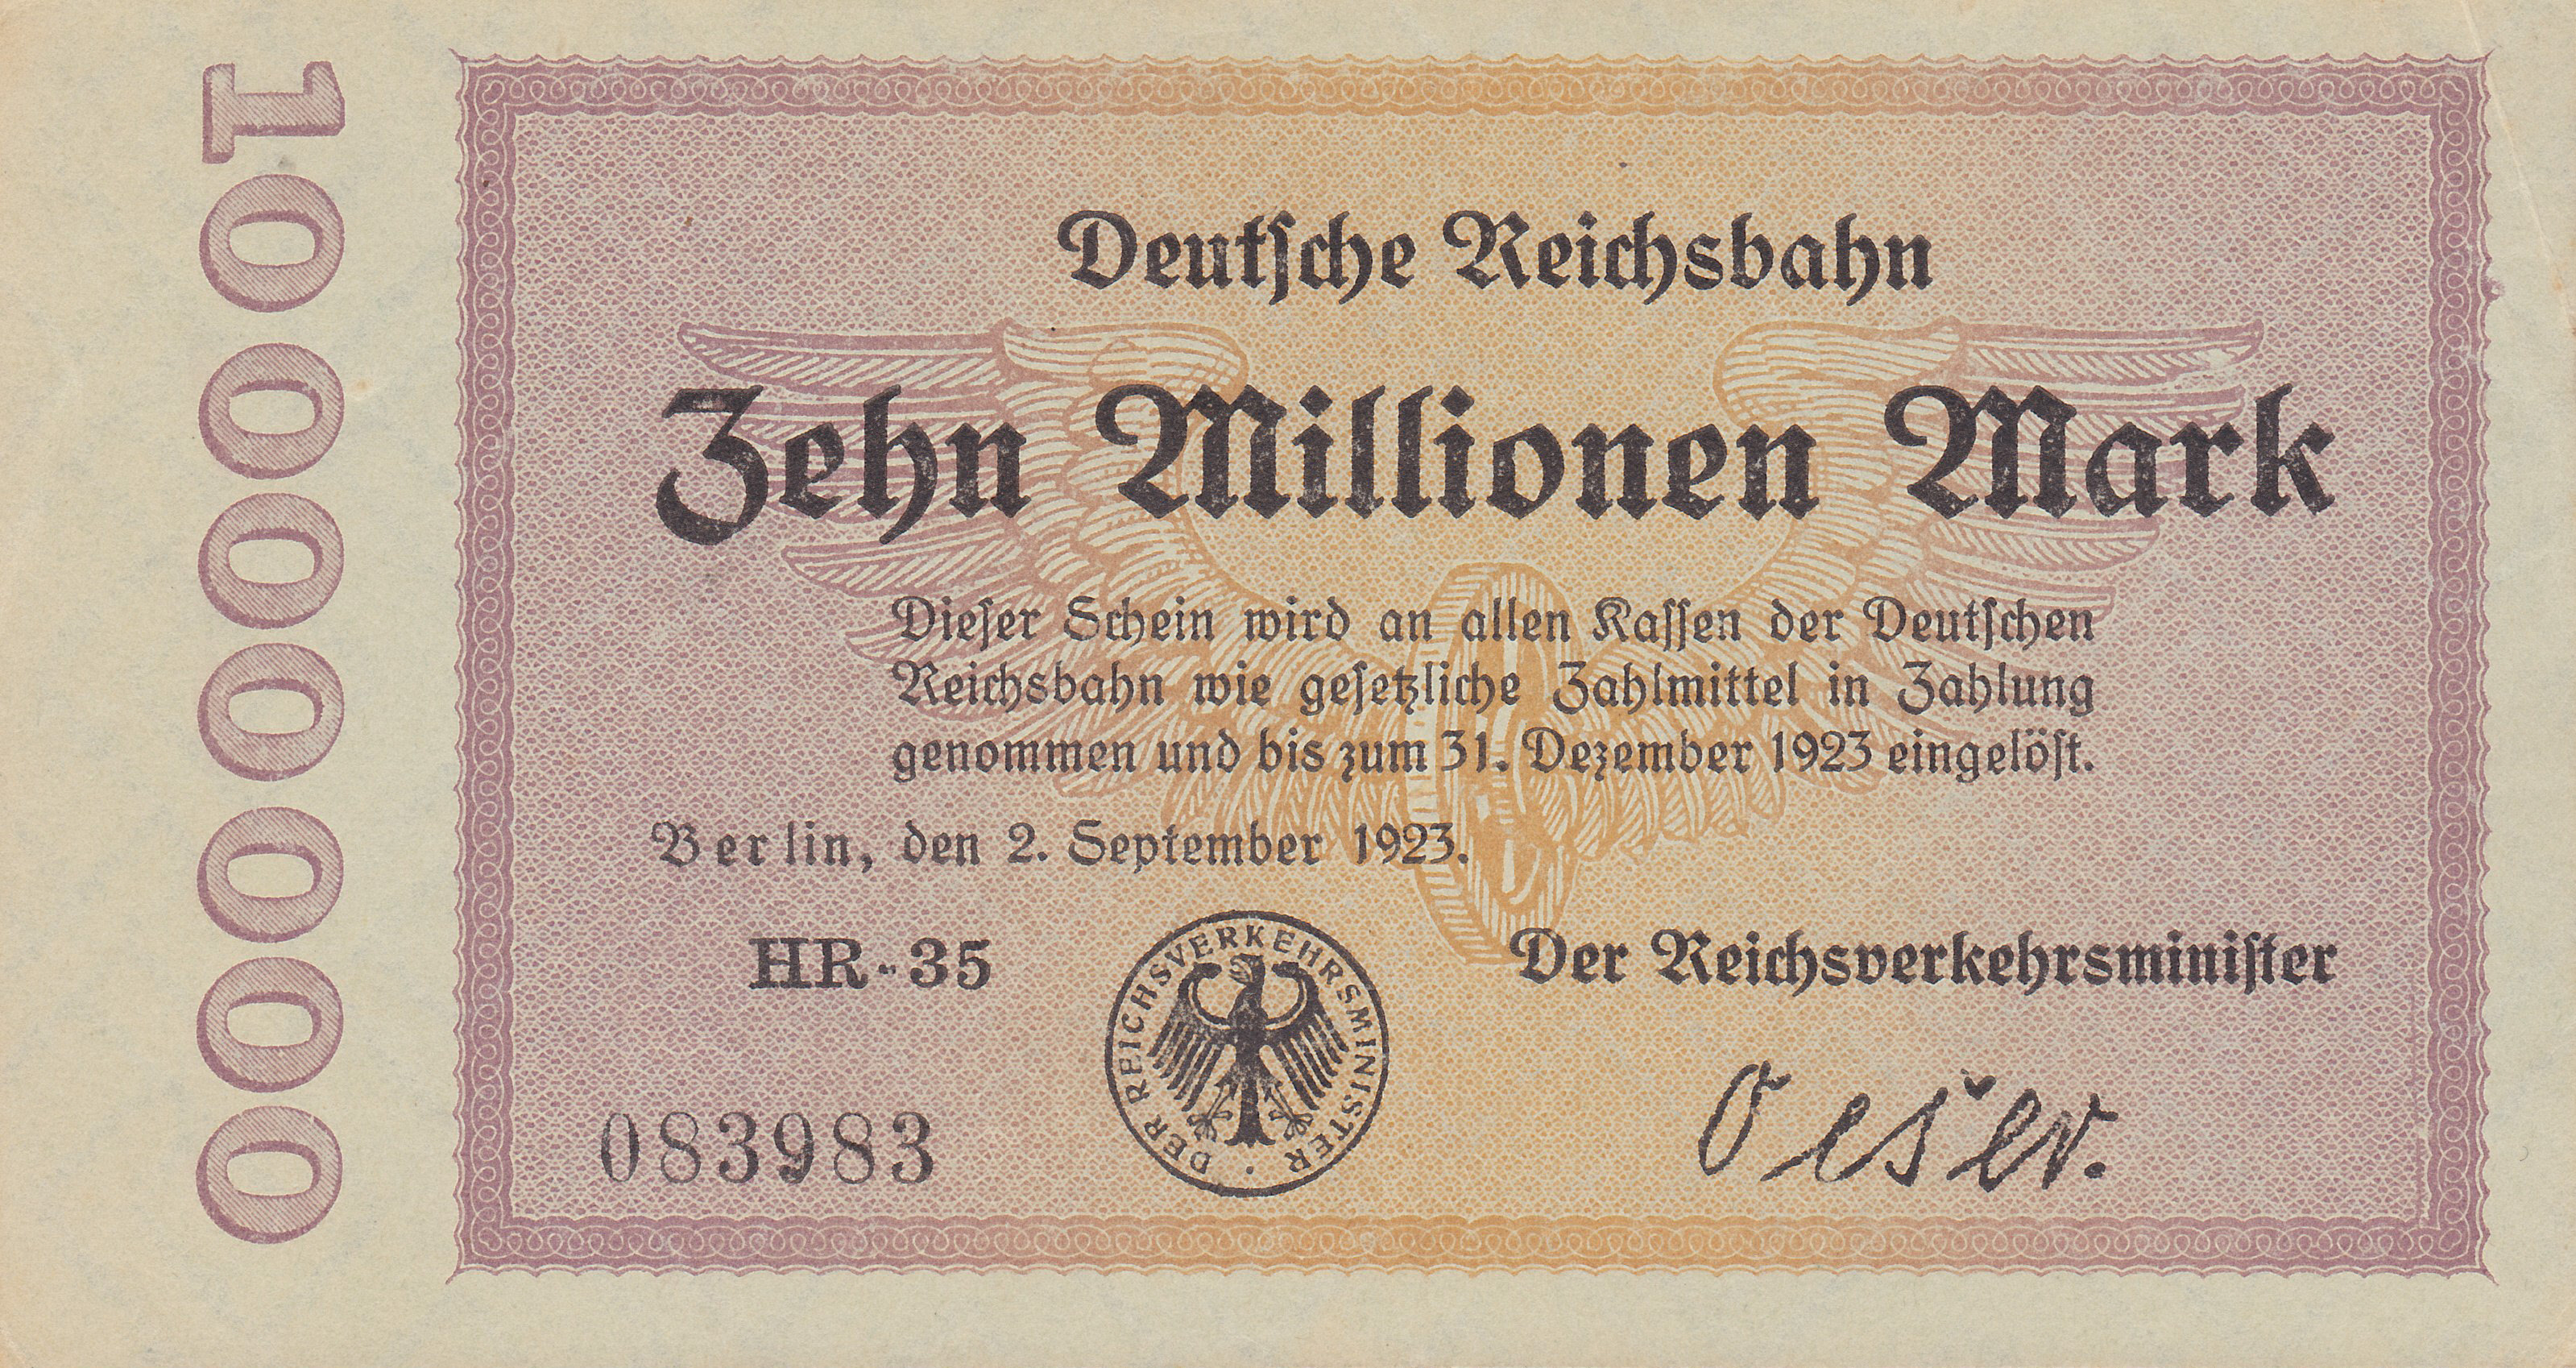 10000000
Deutſche Reichsbahn
Zehn Millionen Mark
Dieſer Schein wird an allen Kaſſen der Deutſchen
Reichsbahn wie geſetzliche Zahlmittel in Zahlung
genommen und bis zum 31. Dezember 1923 eingelöſt.
Berlin, den 2. September 1923.
HR-35
DER REICHSVERKEHRSMINISTER
Der Reichsverkehrsminiſter
083983
Oeser.